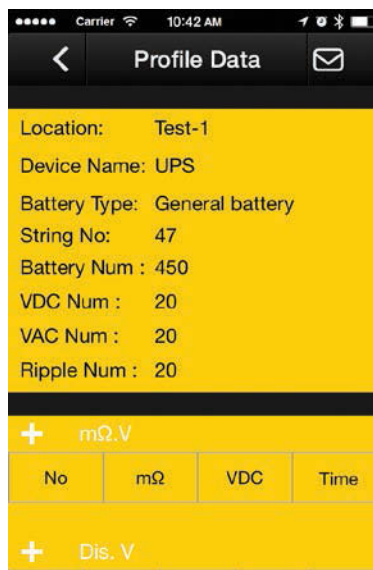 Carrier 10:42 AM
Profile Data
Location: Test-1
Device Name: UPS
Battery Type: General battery
String No: 47
Battery Num : 450
VDC Num : 20
VAC Num : 20
Ripple Num : 20
+ mΩ.V
No mΩ VDC Time
+ Dis. V